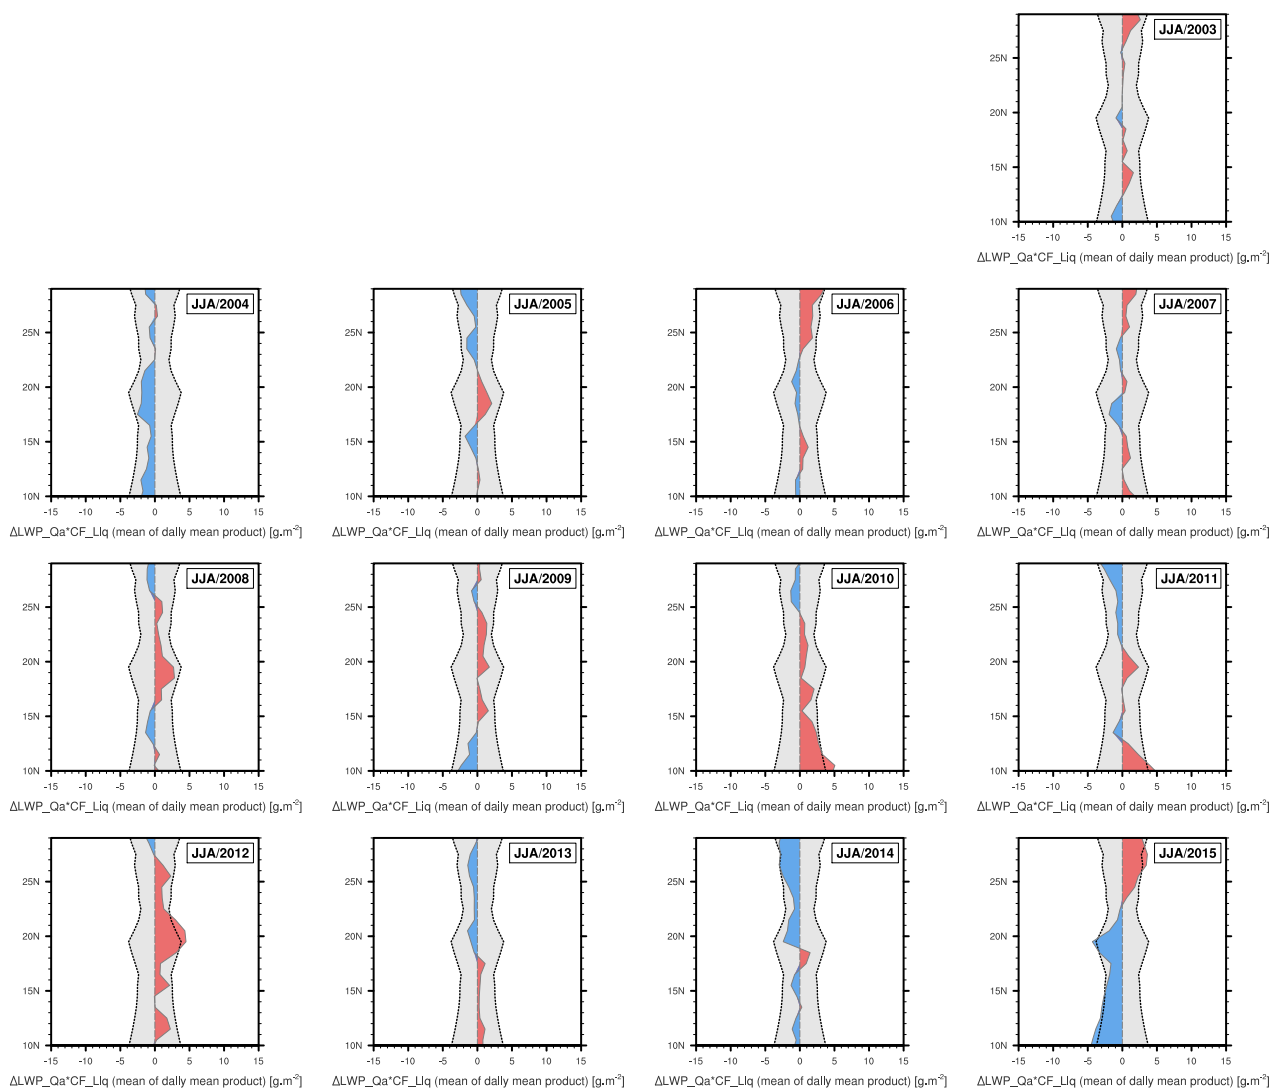 JJA/2003
25N
20N
15N
10N
-15 -10 -5 0 5 10 15
ΔLWP_Qa*CF_Liq (mean of daily mean product) [g.m-2]
JJA/2004
25N
20N
15N
10N
-15 -10 -5 0 5 10 15
ΔLWP_Qa*CF_Liq (mean of daily mean product) [g.m-2]
JJA/2005
25N
20N
15N
10N
-15 -10 -5 0 5 10 15
ΔLWP_Qa*CF_Liq (mean of daily mean product) [g.m-2]
JJA/2006
25N
20N
15N
10N
-15 -10 -5 0 5 10 15
ΔLWP_Qa*CF_Liq (mean of daily mean product) [g.m-2]
JJA/2007
25N
20N
15N
10N
-15 -10 -5 0 5 10 15
ΔLWP_Qa*CF_Liq (mean of daily mean product) [g.m-2]
JJA/2008
25N
20N
15N
10N
-15 -10 -5 0 5 10 15
ΔLWP_Qa*CF_Liq (mean of daily mean product) [g.m-2]
JJA/2009
25N
20N
15N
10N
-15 -10 -5 0 5 10 15
ΔLWP_Qa*CF_Liq (mean of daily mean product) [g.m-2]
JJA/2010
25N
20N
15N
10N
-15 -10 -5 0 5 10 15
ΔLWP_Qa*CF_Liq (mean of daily mean product) [g.m-2]
JJA/2011
25N
20N
15N
10N
-15 -10 -5 0 5 10 15
ΔLWP_Qa*CF_Liq (mean of daily mean product) [g.m-2]
JJA/2012
25N
20N
15N
10N
-15 -10 -5 0 5 10 15
ΔLWP_Qa*CF_Liq (mean of daily mean product) [g.m-2]
JJA/2013
25N
20N
15N
10N
-15 -10 -5 0 5 10 15
ΔLWP_Qa*CF_Liq (mean of daily mean product) [g.m-2]
JJA/2014
25N
20N
15N
10N
-15 -10 -5 0 5 10 15
ΔLWP_Qa*CF_Liq (mean of daily mean product) [g.m-2]
JJA/2015
25N
20N
15N
10N
-15 -10 -5 0 5 10 15
ΔLWP_Qa*CF_Liq (mean of daily mean product) [g.m-2]